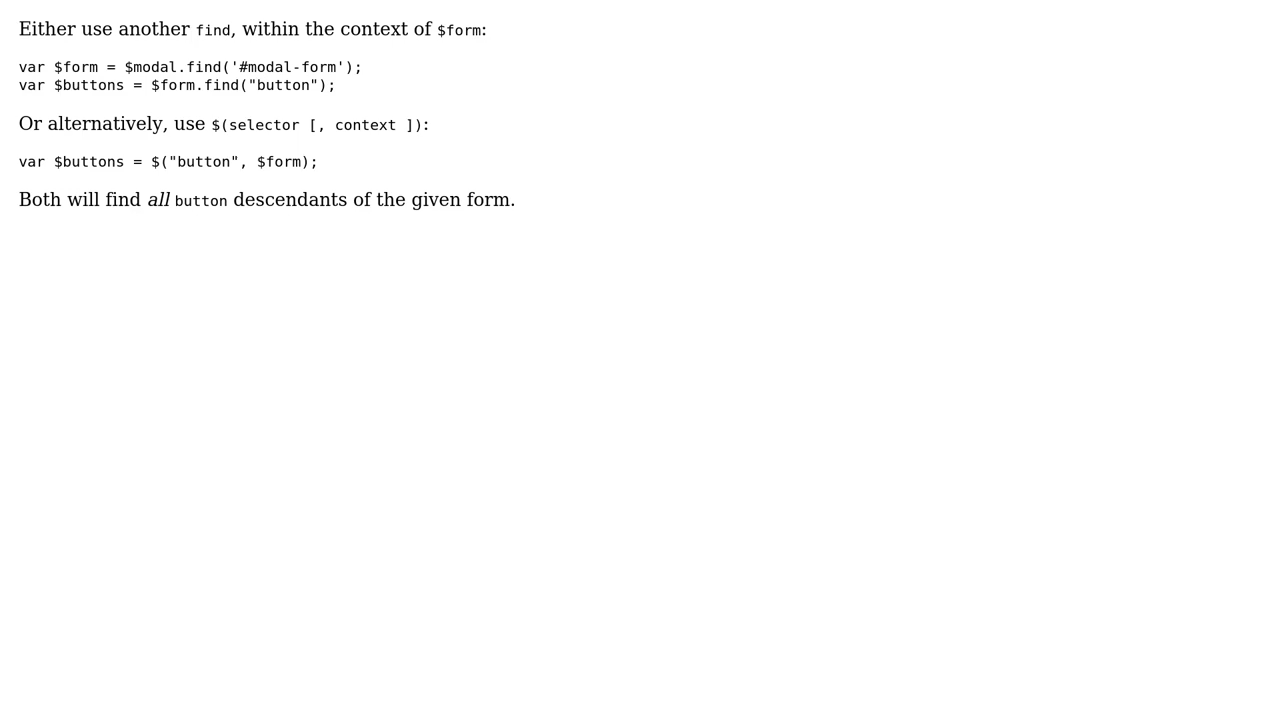 Either use another find, within the context of $form:
var $form = $modal.find('#modal-form');
var $buttons = $form.find("button");
Or alternatively, use $(selector [, context ]):
var $buttons = $("button", $form);
Both will find all button descendants of the given form.